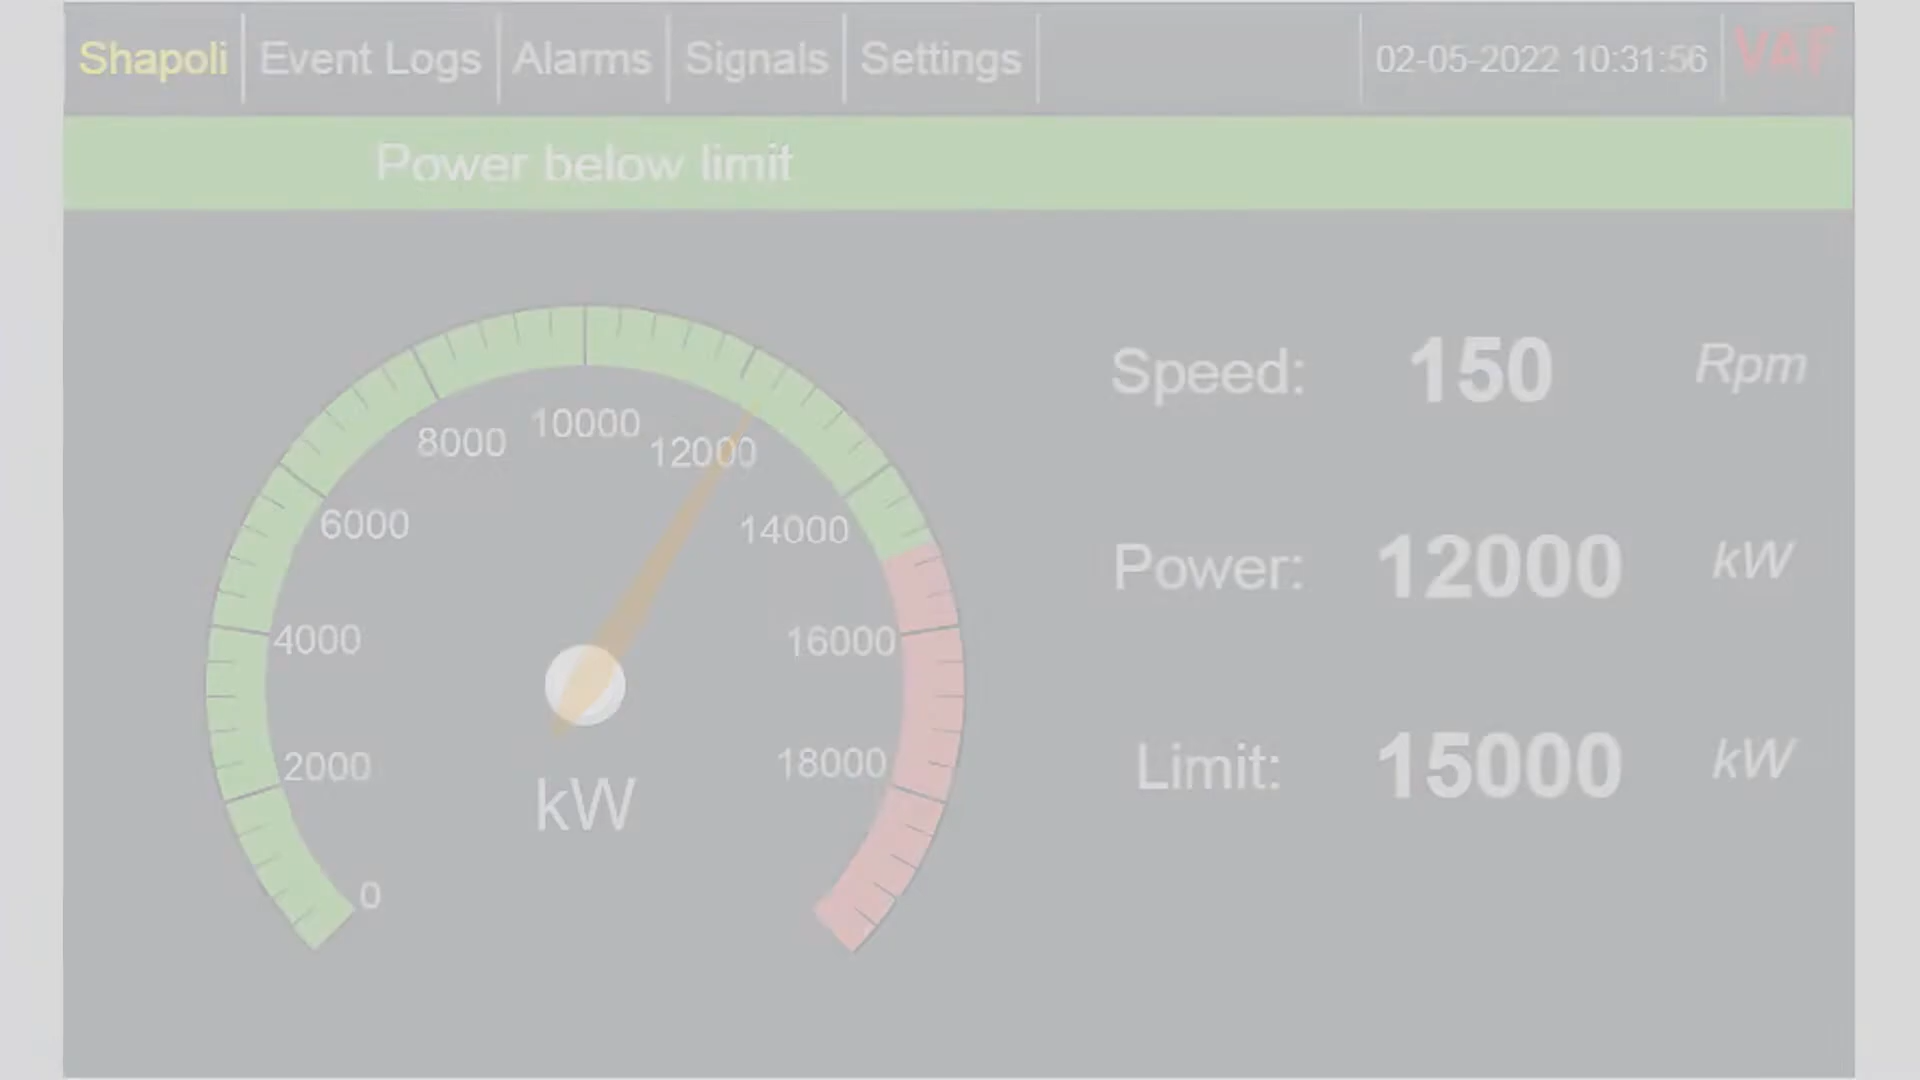 Shapoli Event Logs Alarms Signals Settings 02-05-2022 10:31:56 VAF
Power below limit
0
2000
4000
6000
8000
10000
12000
14000
16000
18000
kW
Speed: 150 Rpm
Power: 12000 kW
Limit: 15000 kW